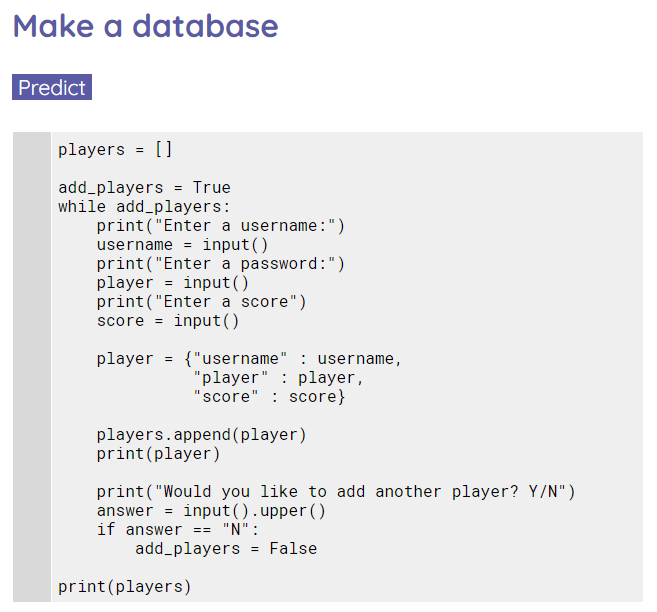 Make a database
Predict
players = []
add_players = True
while add_players:
    print("Enter a username:")
    username = input()
    print("Enter a password:")
    player = input()
    print("Enter a score")
    score = input()
    player = {"username" : username,
              "player" : player,
              "score" : score}
    players.append(player)
    print(player)
    print("Would you like to add another player? Y/N")
    answer = input().upper()
    if answer == "N":
        add_players = False
print(players)